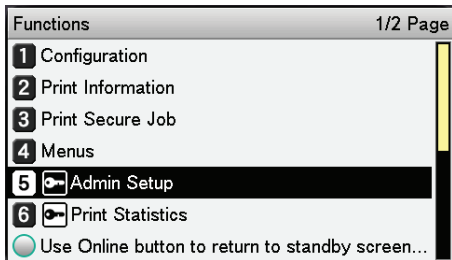 Functions 1/2 Page
1 Configuration
2 Print Information
3 Print Secure Job
4 Menus
5 Admin Setup
6 Print Statistics
Use Online button to return to standby screen...